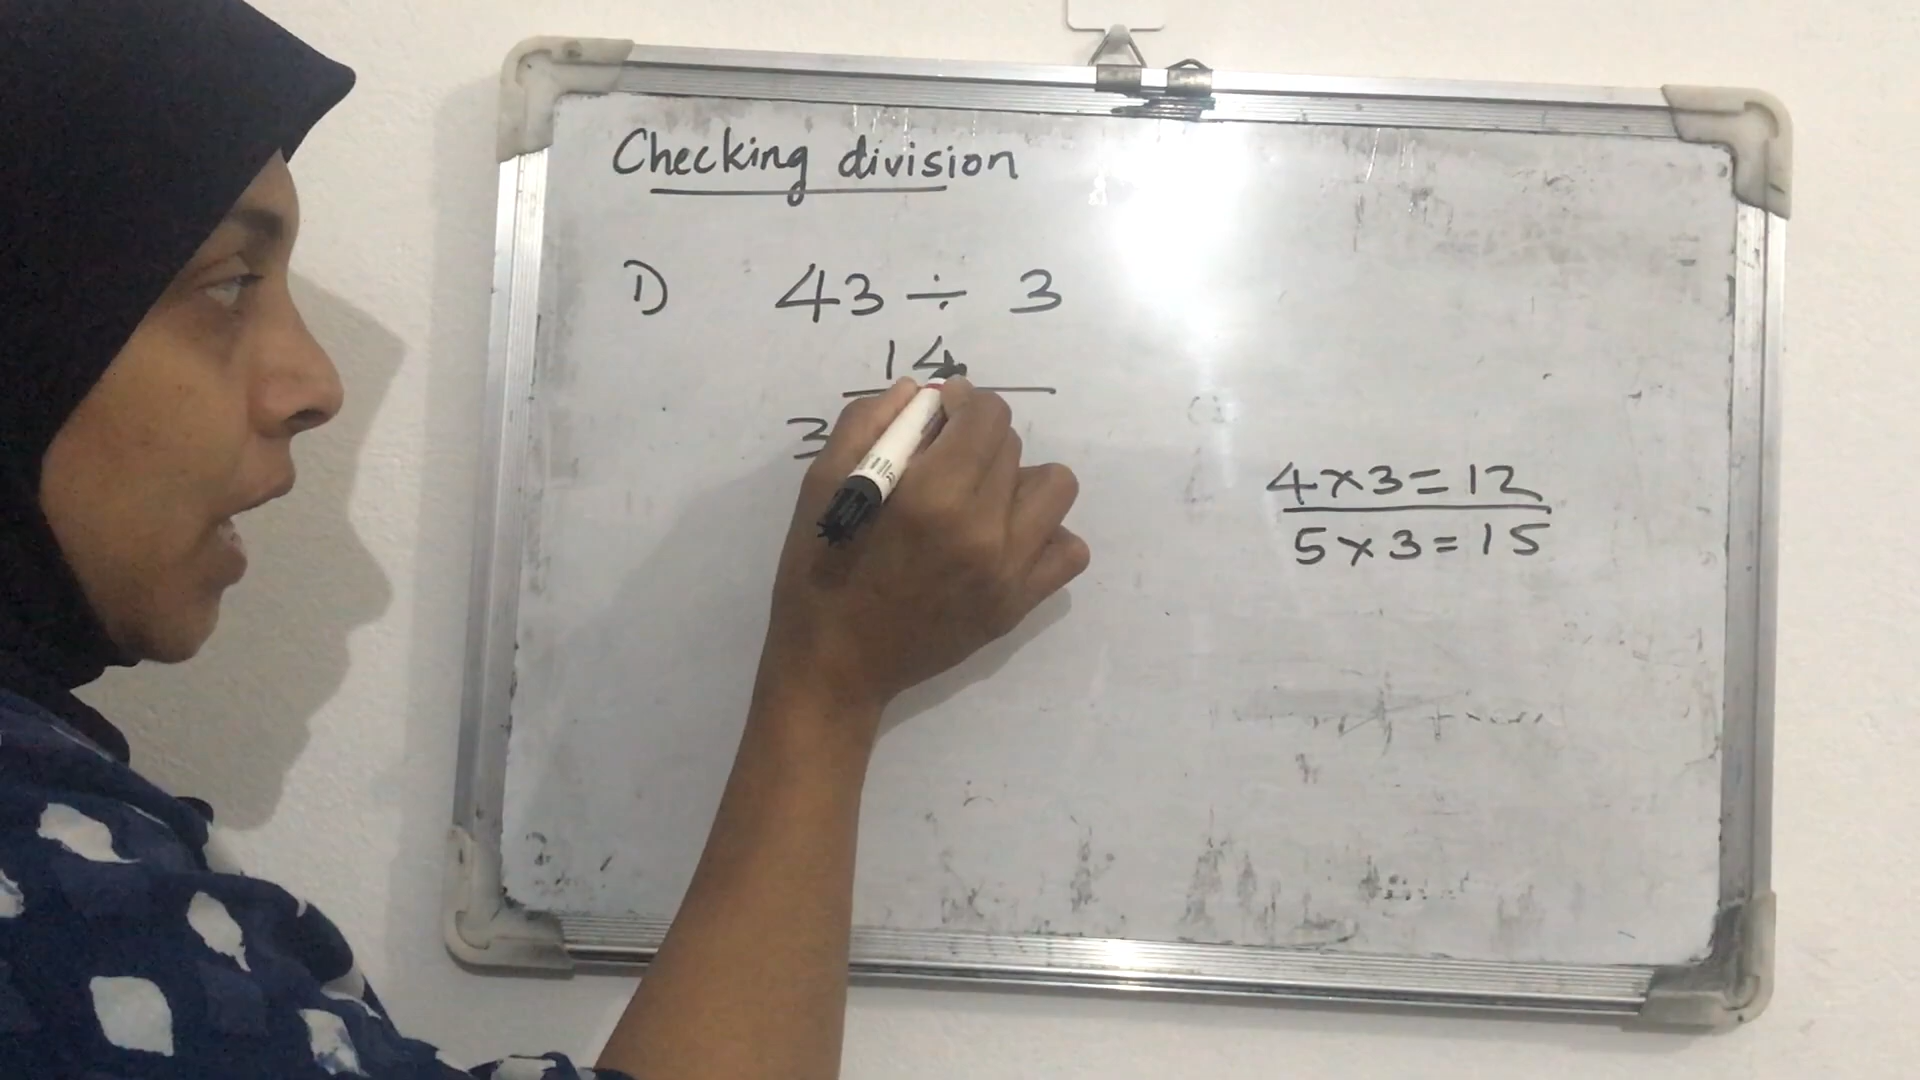 Checking division
1) 43 ÷ 3
14
3
4×3=12
5×3=15